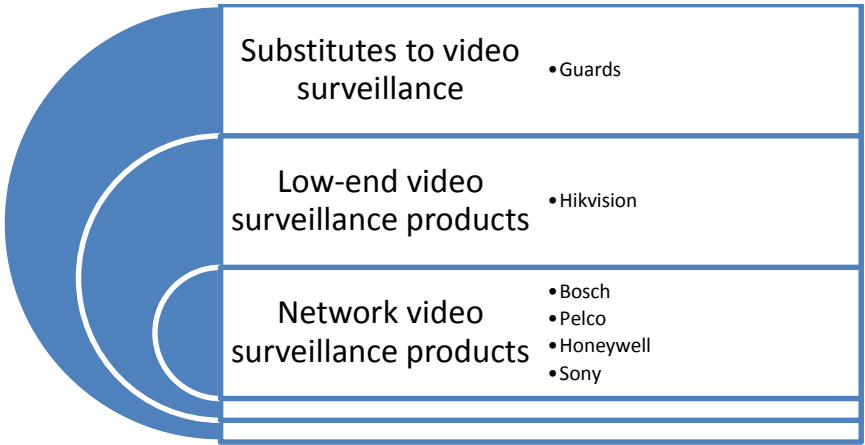 Substitutes to video
surveillance
•Guards
Low-end video
surveillance products
•Hikvision
Network video
surveillance products
•Bosch
•Pelco
•Honeywell
•Sony